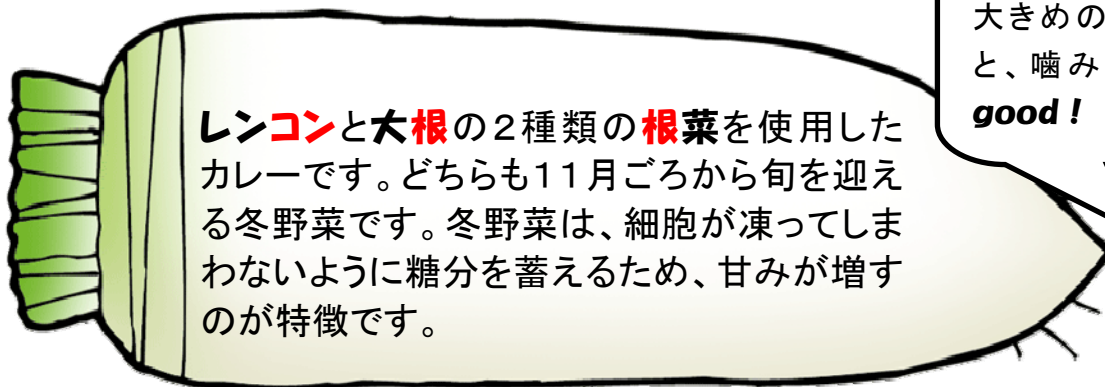 レンコンと大根の２種類の根菜を使用した
カレーです。どちらも１１月ごろから旬を迎え
る冬野菜です。冬野菜は、細胞が凍ってしま
わないように糖分を蓄えるため、甘みが増す
のが特徴です。
大きめの
と、噛み
good！